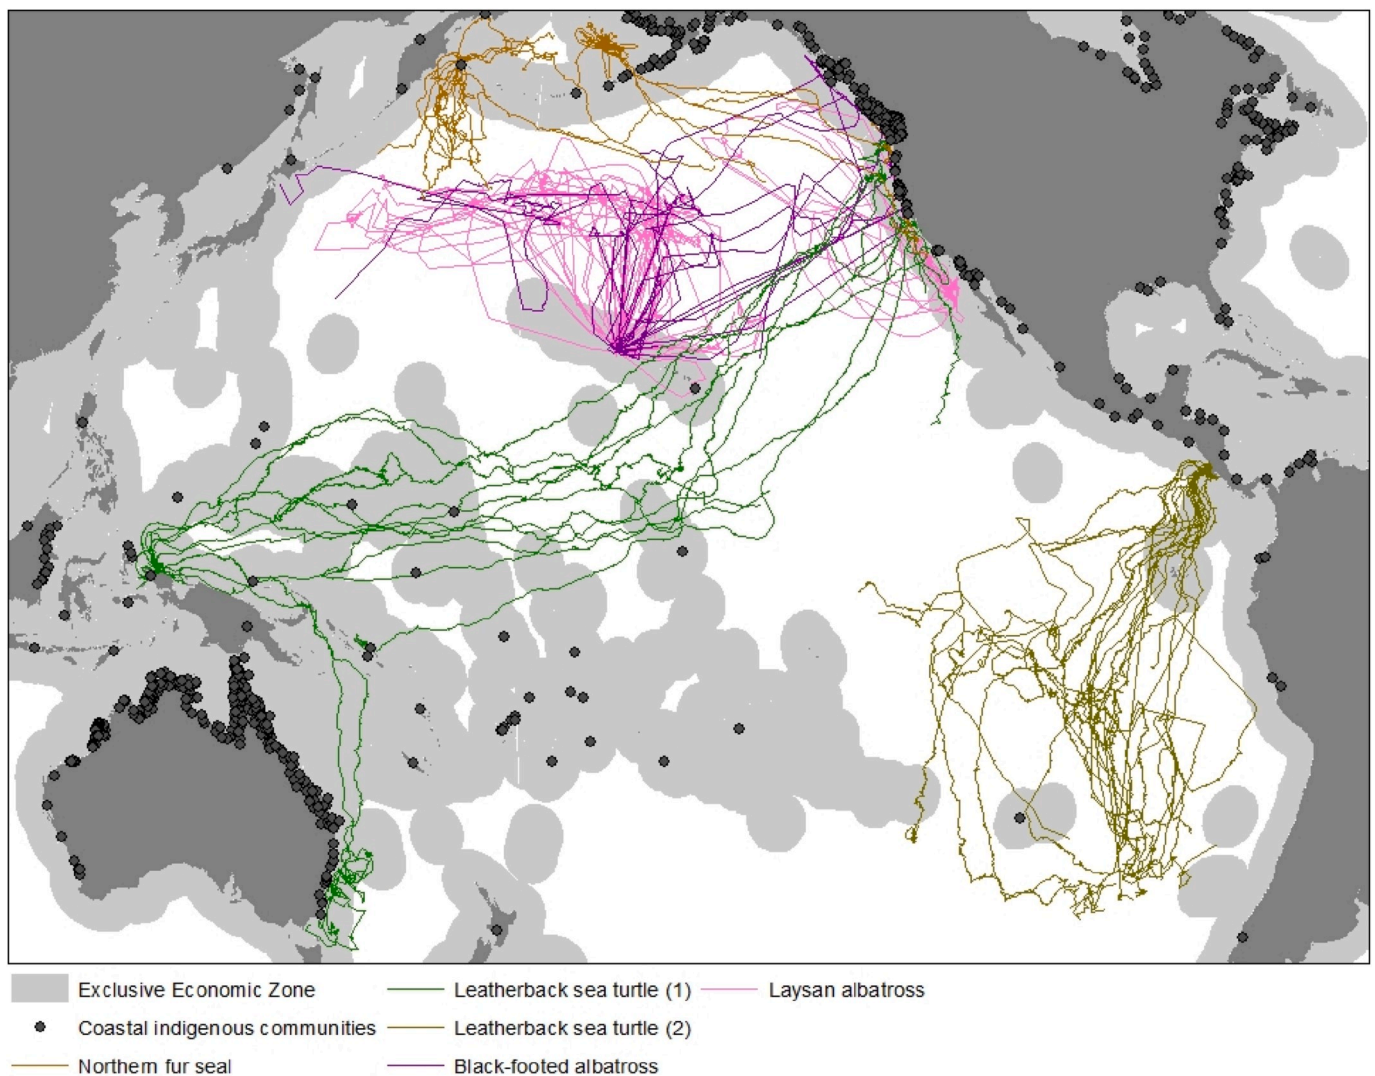 Exclusive Economic Zone
Leatherback sea turtle (1)
Laysan albatross
Coastal indigenous communities
Leatherback sea turtle (2)
Northern fur seal
Black-footed albatross